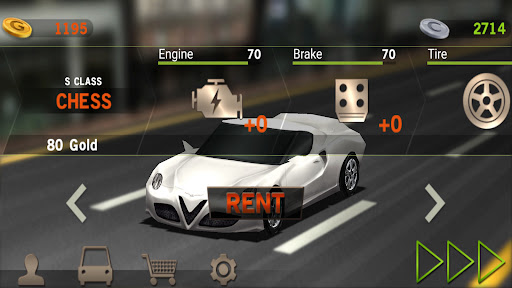 G 1195
C 2714
Engine 70 Brake 70 Tire
S CLASS
CHESS
+0 +0
80 Gold
RENT